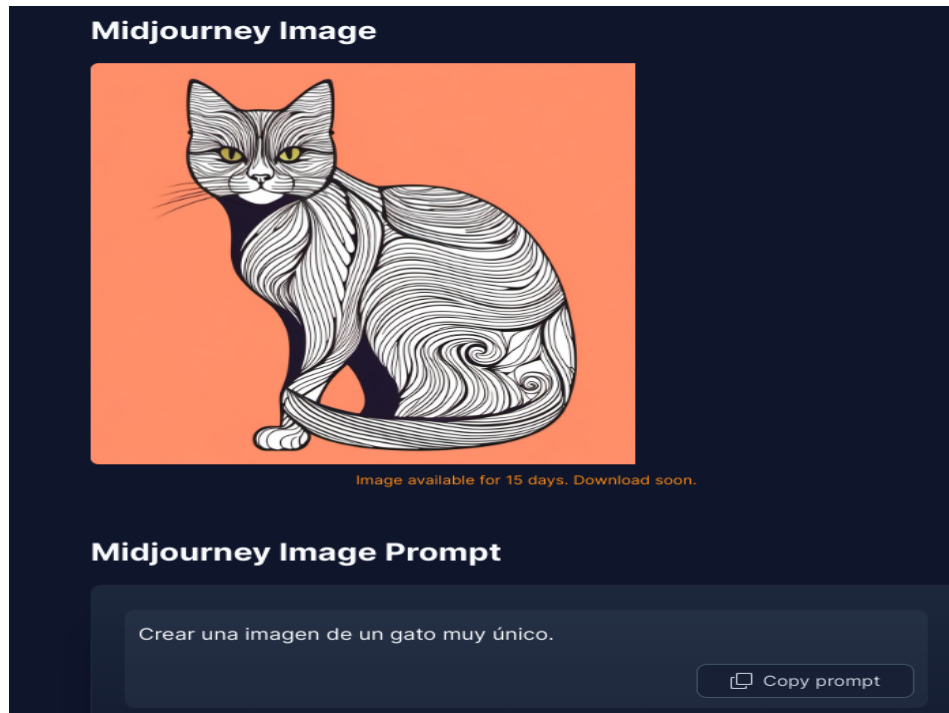 Midjourney Image
Image available for 15 days. Download soon.
Midjourney Image Prompt
Crear una imagen de un gato muy único.
Copy prompt